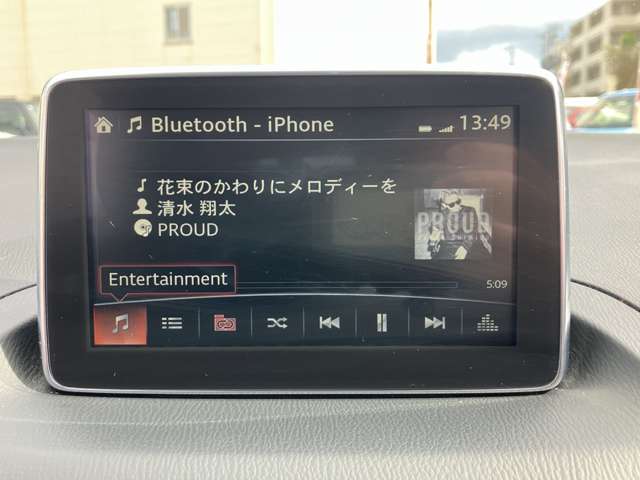 Bluetooth - iPhone
13:49
花束のかわりにメロディーを
清水 翔太
PROUD
PROUD
Entertainment
5:09